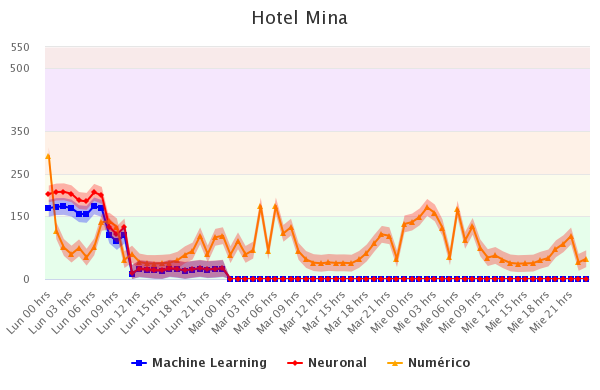 Hotel Mina
550
500
350
250
150
0
Lun 00 hrs
Lun 03 hrs
Lun 06 hrs
Lun 09 hrs
Lun 12 hrs
Lun 15 hrs
Lun 18 hrs
Lun 21 hrs
Mar 00 hrs
Mar 03 hrs
Mar 06 hrs
Mar 09 hrs
Mar 12 hrs
Mar 15 hrs
Mar 18 hrs
Mar 21 hrs
Mie 00 hrs
Mie 03 hrs
Mie 06 hrs
Mie 09 hrs
Mie 12 hrs
Mie 15 hrs
Mie 18 hrs
Mie 21 hrs
Machine Learning Neuronal Numérico